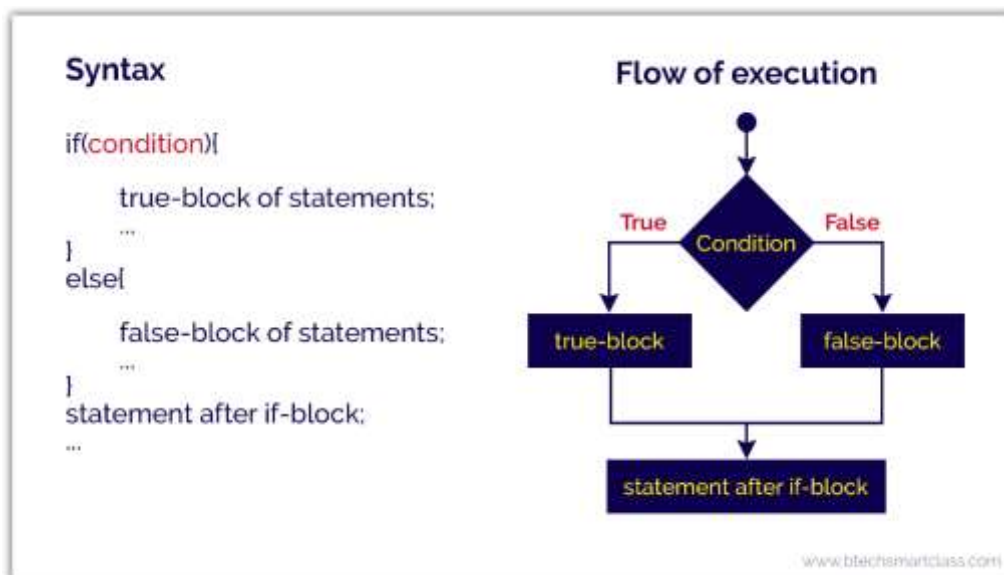 Syntax
if(condition){
true-block of statements;
...
}
else{
false-block of statements;
...
}
statement after if-block;
...
Flow of execution
True
False
Condition
true-block
false-block
statement after if-block
www.btechsmartclass.com